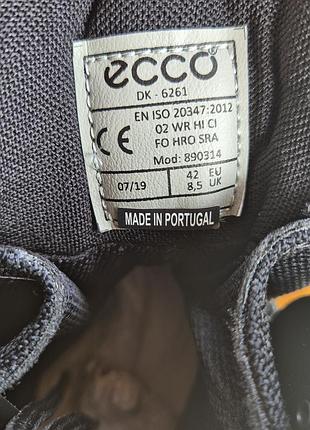 ecco
DK - 6261
EN ISO 20347:2012
CE 02 WR HI CI
FO HRO SRA
Mod: 890314
07/19 42 EU
8,5 UK
MADE IN PORTUGAL